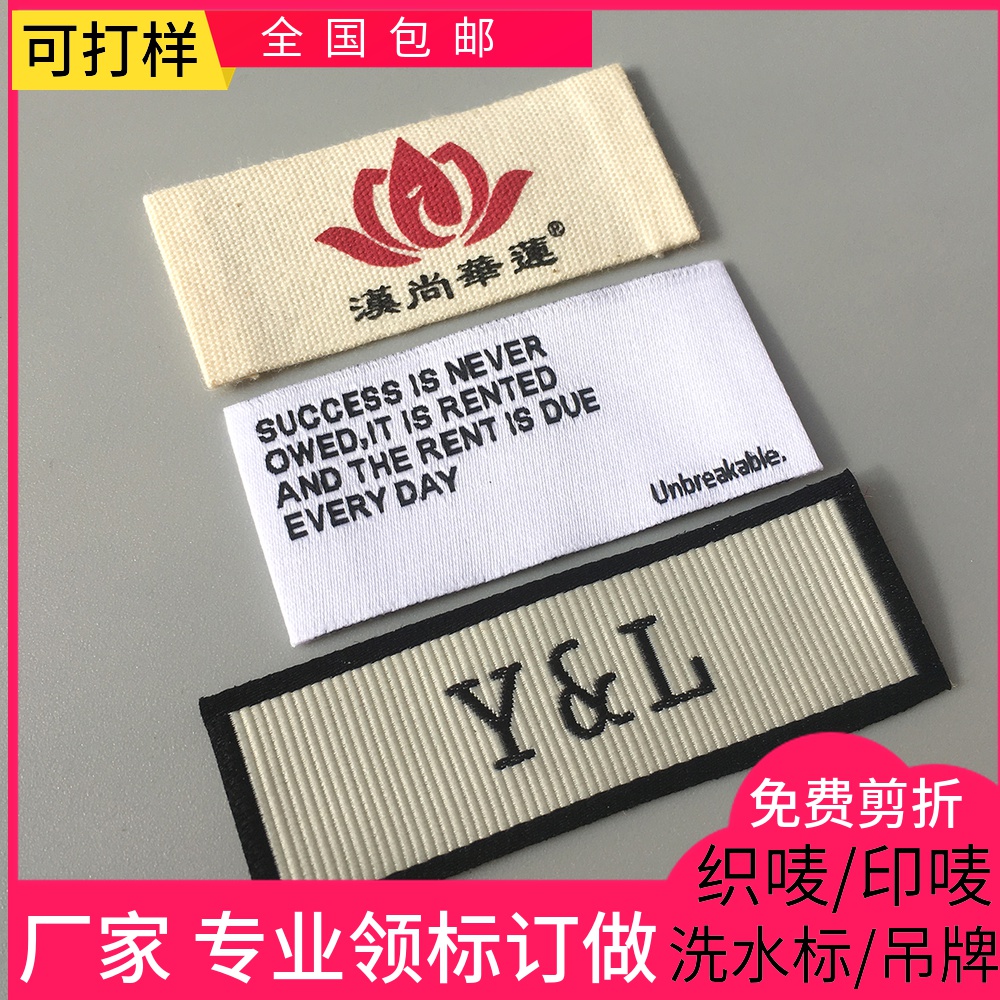 可打样
全国包邮
漢尚華蓮®
SUCCESS IS NEVER
OWED,IT IS RENTED
AND THE RENT IS DUE
EVERY DAY
Unbreakable.
Y&L
免费剪折
织唛/印唛
厂家 专业领标订做
洗水标/吊牌